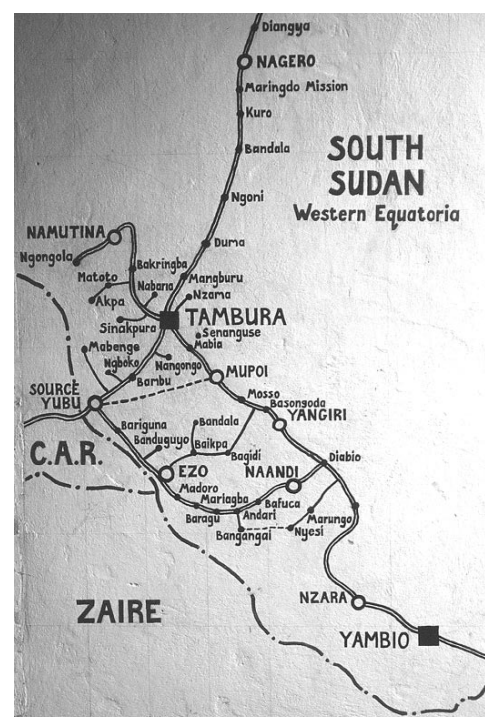 Diangya
NAGERO
Maringdo Mission
Kuro
Bandala
SOUTH
SUDAN
Western Equatoria
Ngoni
NAMUTINA
Duma
Ngongola
Bakringba
Matoto
Nabaria
Mangburu
Nzama
Akpa
Sinakpura
TAMBURA
Senanguse
Mabia
Mabenge
Ngboko
Nangongo
Bambu
MUPOI
SOURCE
YUBU
Mosso
Basongoda
YANGIRI
Bariguna
Bandala
Banduguyo
Baikpa
Bagidi
C.A.R.
EZO
NAANDI
Diabio
Madoro
Mariagba
Bafuca
Baragu
Andari
Marungo
Bangangai
Nyesi
NZARA
ZAIRE
YAMBIO